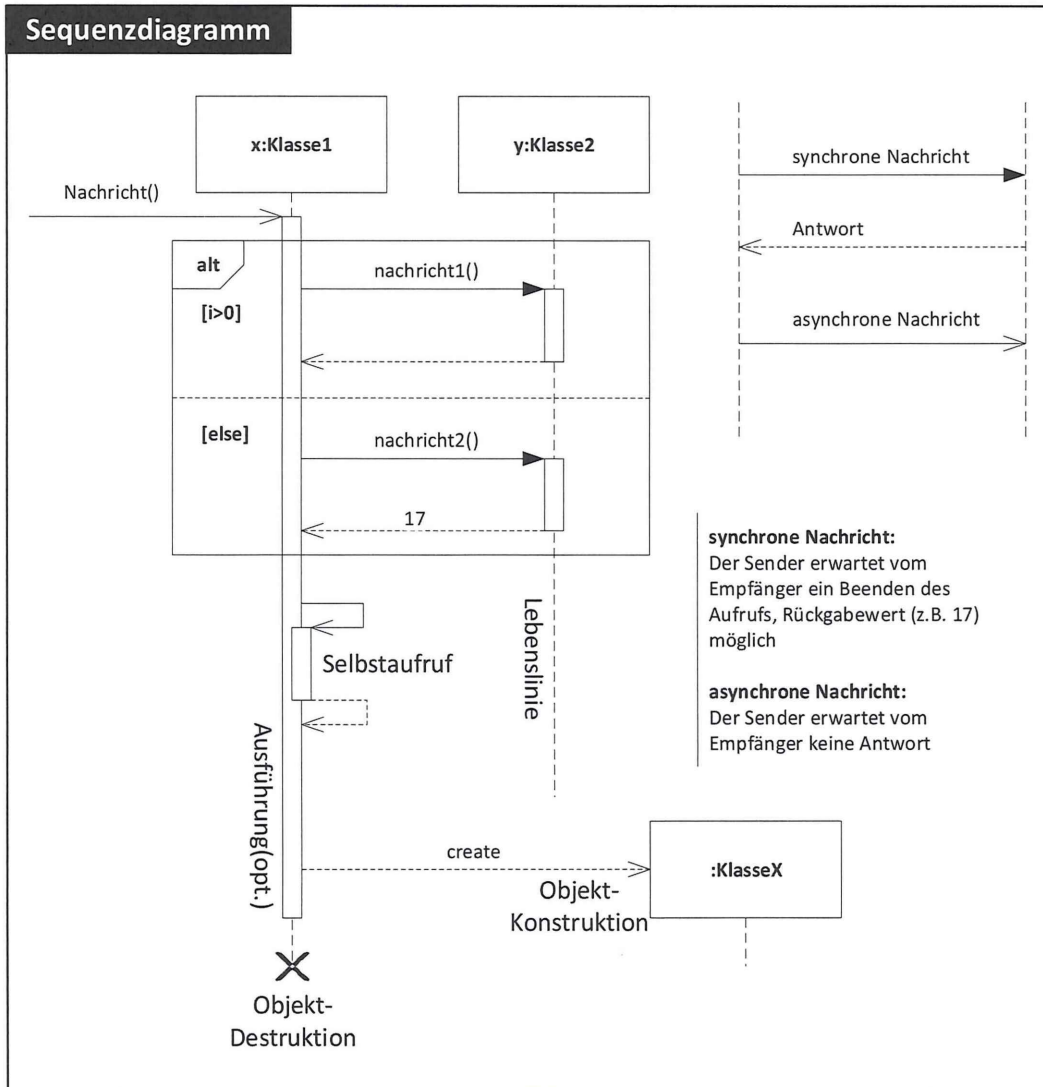 Sequenzdiagramm
x:Klasse1
y:Klasse2
Nachricht()
alt
[i>0]
nachricht1()
[else]
nachricht2()
17
Selbstaufruf
Lebenslinie
Ausführung(opt.)
create
Objekt-
Konstruktion
:KlasseX
Objekt-
Destruktion
synchrone Nachricht
Antwort
asynchrone Nachricht
synchrone Nachricht:
Der Sender erwartet vom
Empfänger ein Beenden des
Aufrufs, Rückgabewert (z.B. 17)
möglich
asynchrone Nachricht:
Der Sender erwartet vom
Empfänger keine Antwort